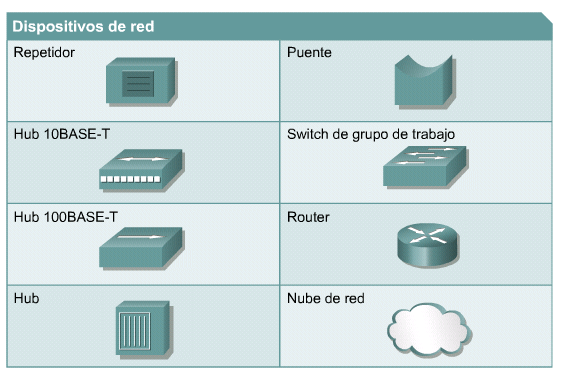 Dispositivos de red
Repetidor
Puente
Hub 10BASE-T
Switch de grupo de trabajo
Hub 100BASE-T
Router
Hub
Nube de red